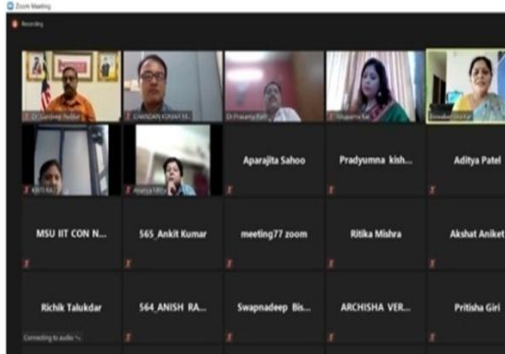 Zoom Meeting
Recording
Aparajita Sahoo
Pradyumna kish...
Aditya Patel
MSU IIT CON N...
565_Ankit Kumar
meeting77 zoom
Ritika Mishra
Akshat Aniket
Richik Talukdar
564_ANISH RA...
Swapnadeep Bis...
ARCHISHA VER...
Pritisha Giri
Connecting to audio